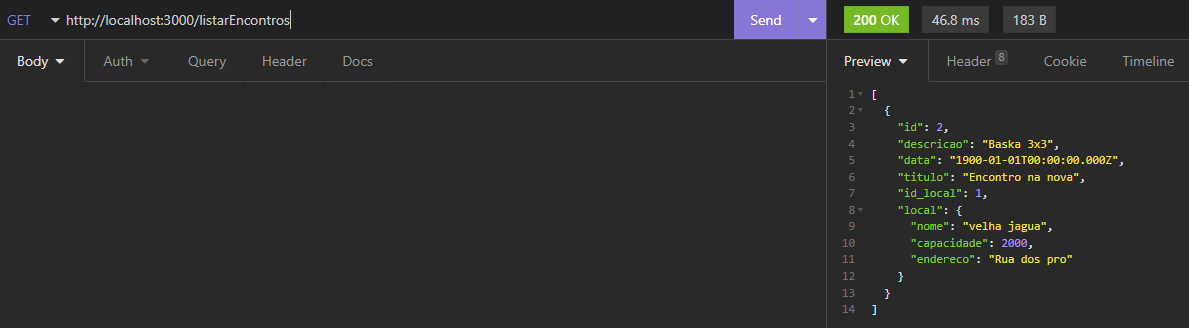 GET http://localhost:3000/listarEncontros Send 200 OK 46.8 ms 183 B
Body Auth Query Header Docs Preview Header 8 Cookie Timeline
1 [
2 {
3 "id": 2,
4 "descricao": "Baska 3x3",
5 "data": "1900-01-01T00:00:00.000Z",
6 "titulo": "Encontro na nova",
7 "id_local": 1,
8 "local": {
9 "nome": "velha jagua",
10 "capacidade": 2000,
11 "endereco": "Rua dos pro"
12 }
13 }
14 ]